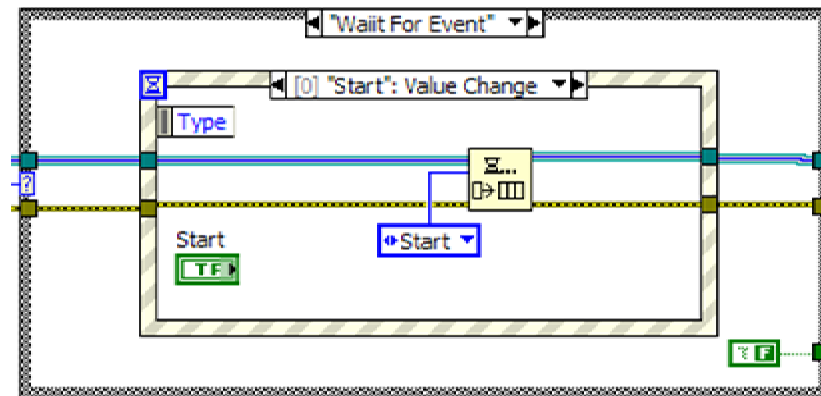 "Waiit For Event"
[0] "Start": Value Change
Type
?
Start
Start
TF
? F